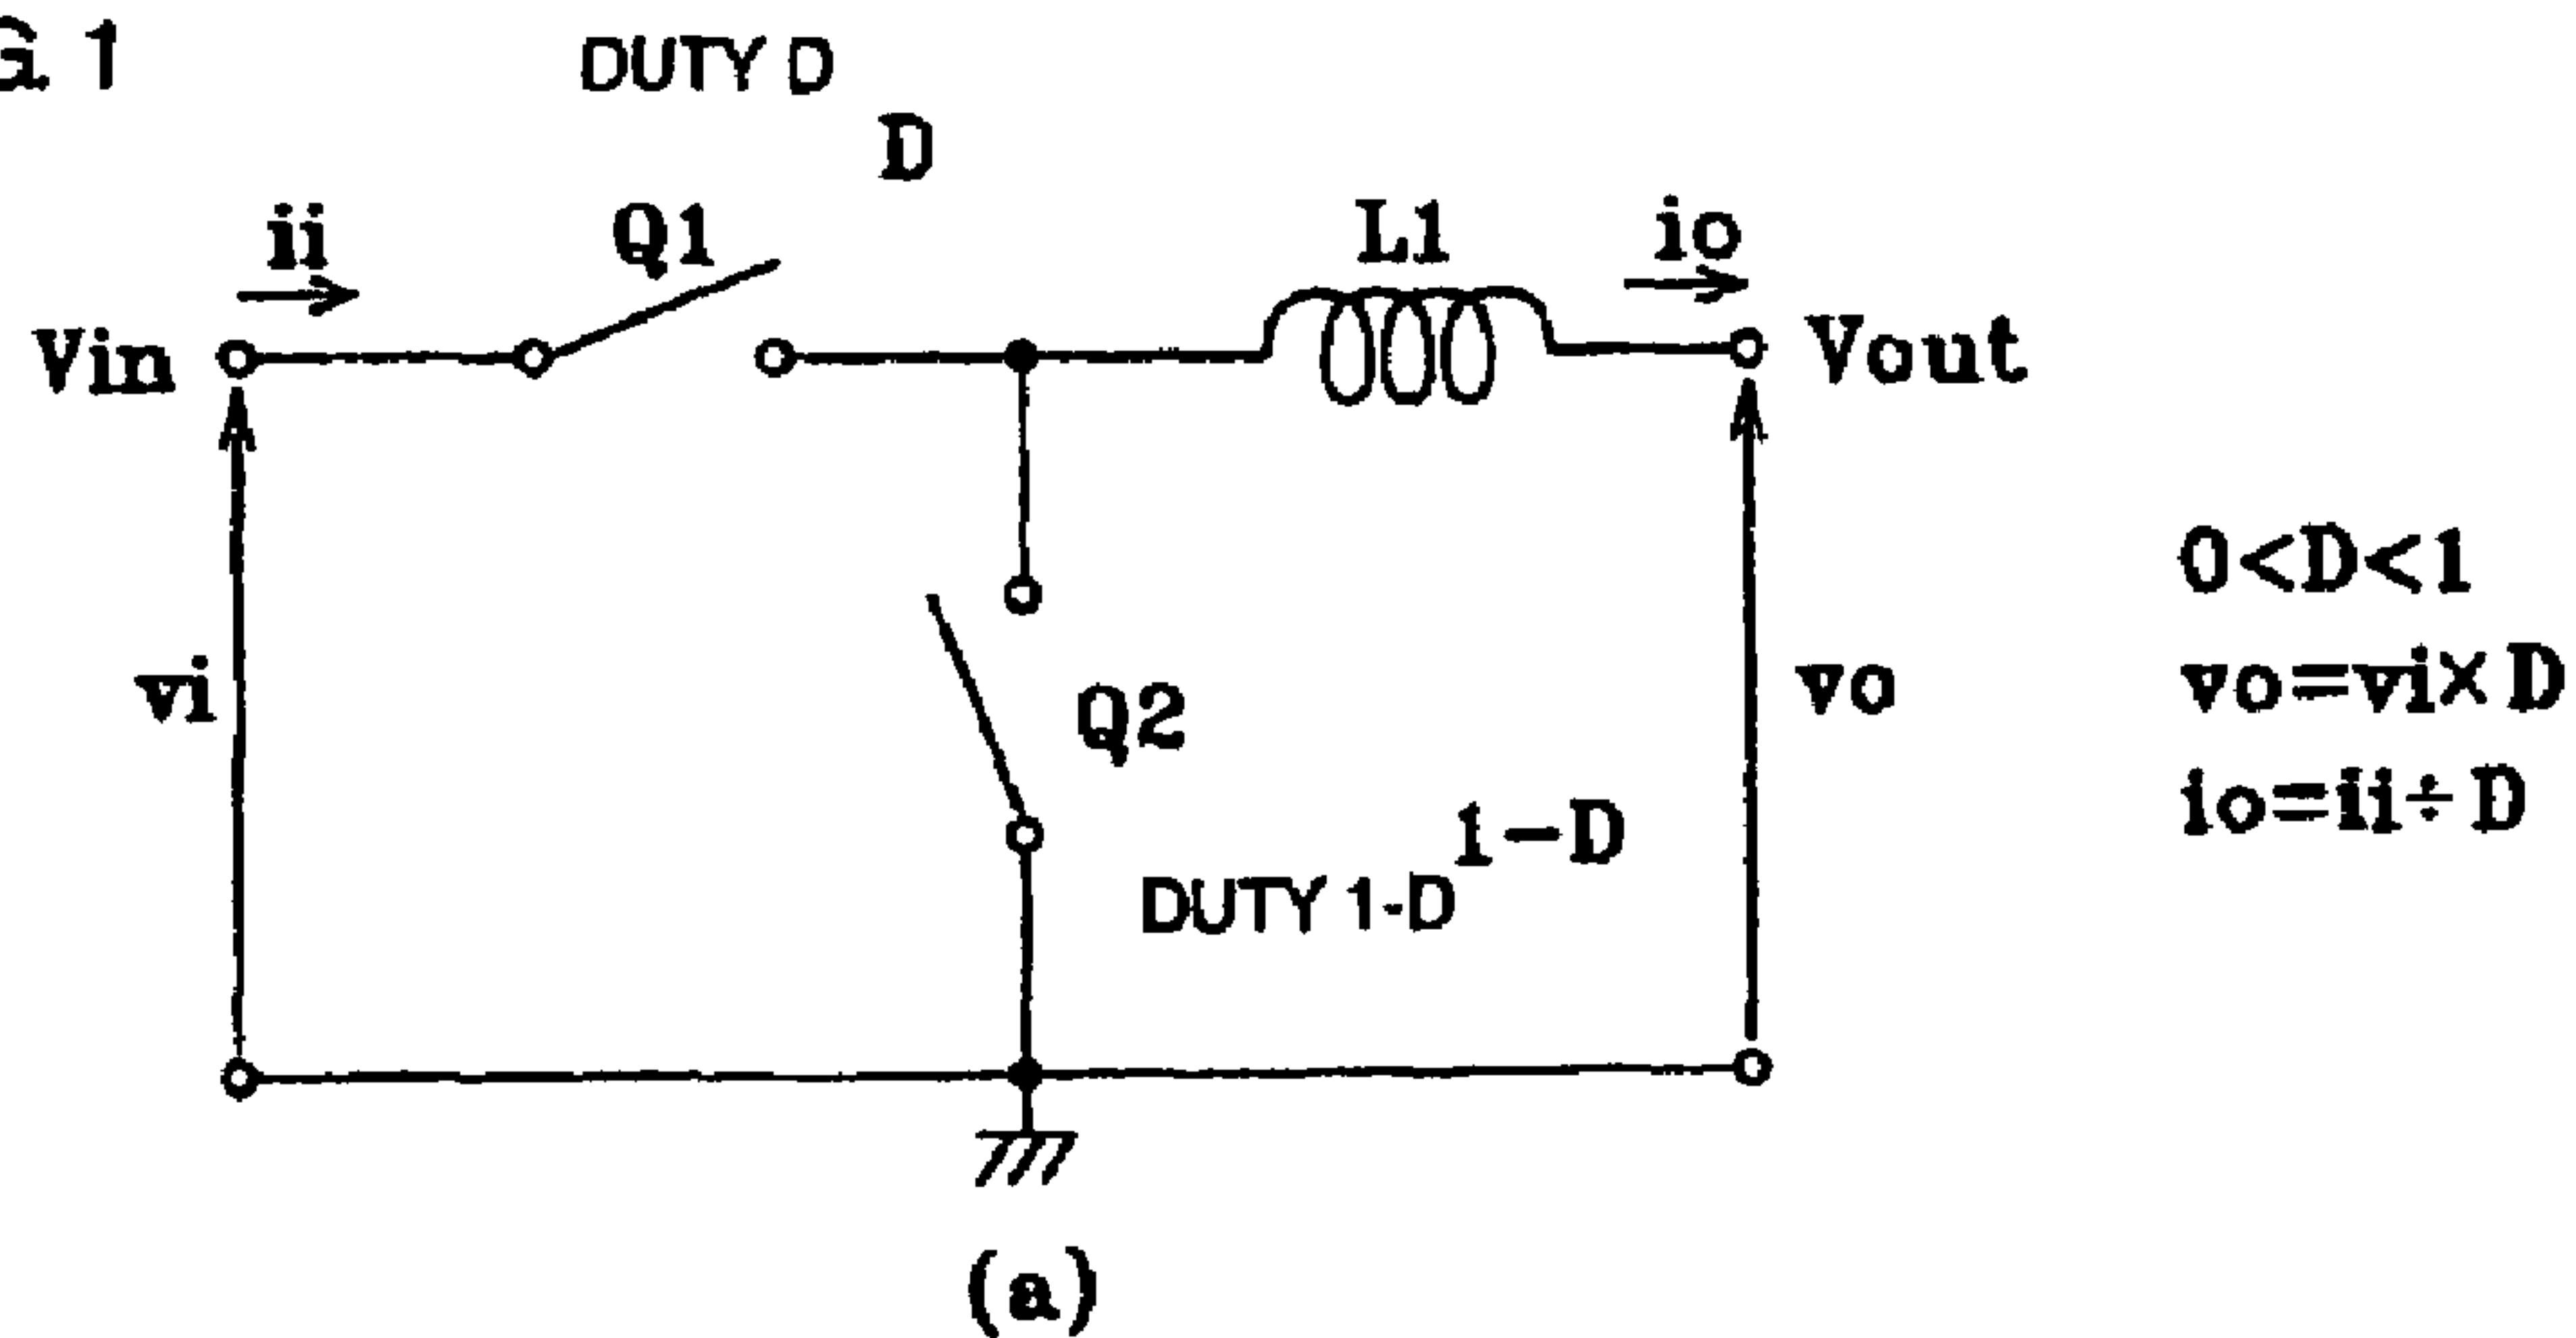 G. 1
DUTY D
D
ii
Q1
L1
io
Vin
Vout
0<D<1
vi
Q2
vo
vo=vi×D
io=ii÷D
1-D
DUTY 1-D
(a)